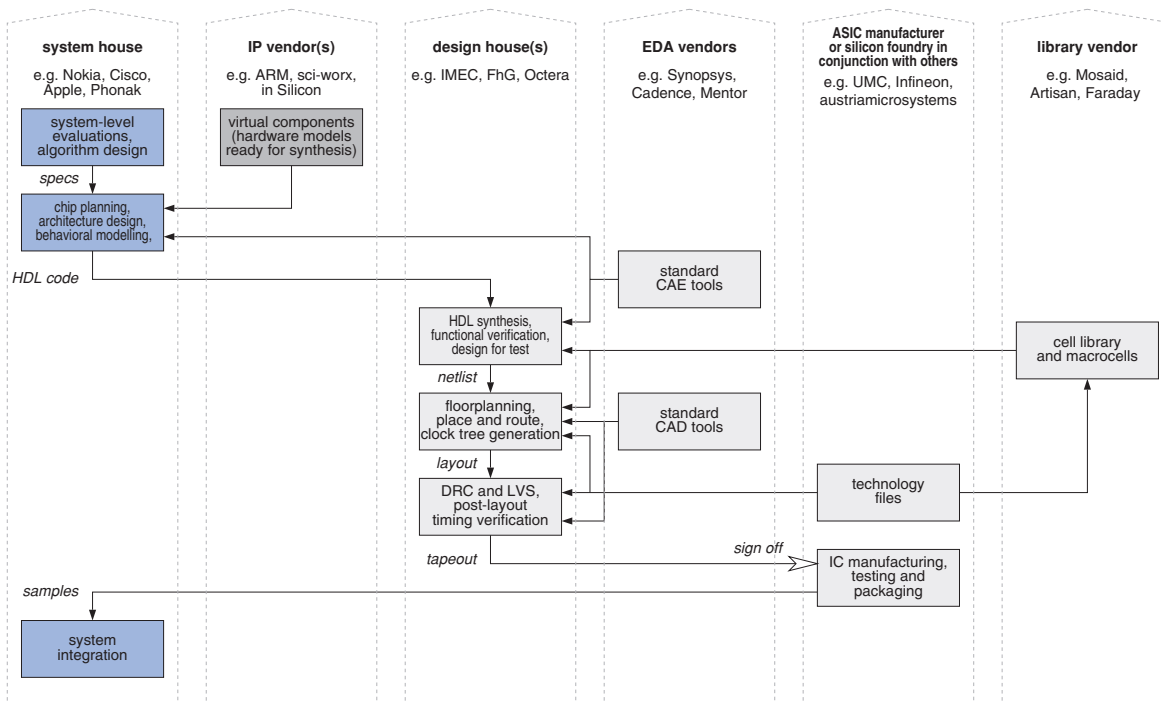 system house
e.g. Nokia, Cisco,
Apple, Phonak
IP vendor(s)
e.g. ARM, sci-worx,
in Silicon
design house(s)
e.g. IMEC, FhG, Octera
EDA vendors
e.g. Synopsys,
Cadence, Mentor
ASIC manufacturer
or silicon foundry in
conjunction with others
e.g. UMC, Infineon,
austriamicrosystems
library vendor
e.g. Mosaid,
Artisan, Faraday
system-level
evaluations,
algorithm design
virtual components
(hardware models
ready for synthesis)
specs
chip planning,
architecture design,
behavioral modelling,
HDL code
standard
CAE tools
HDL synthesis,
functional verification,
design for test
cell library
and macrocells
netlist
floorplanning,
place and route,
clock tree generation
standard
CAD tools
layout
DRC and LVS,
post-layout
timing verification
technology
files
tapeout
sign off
IC manufacturing,
testing and
packaging
samples
system
integration